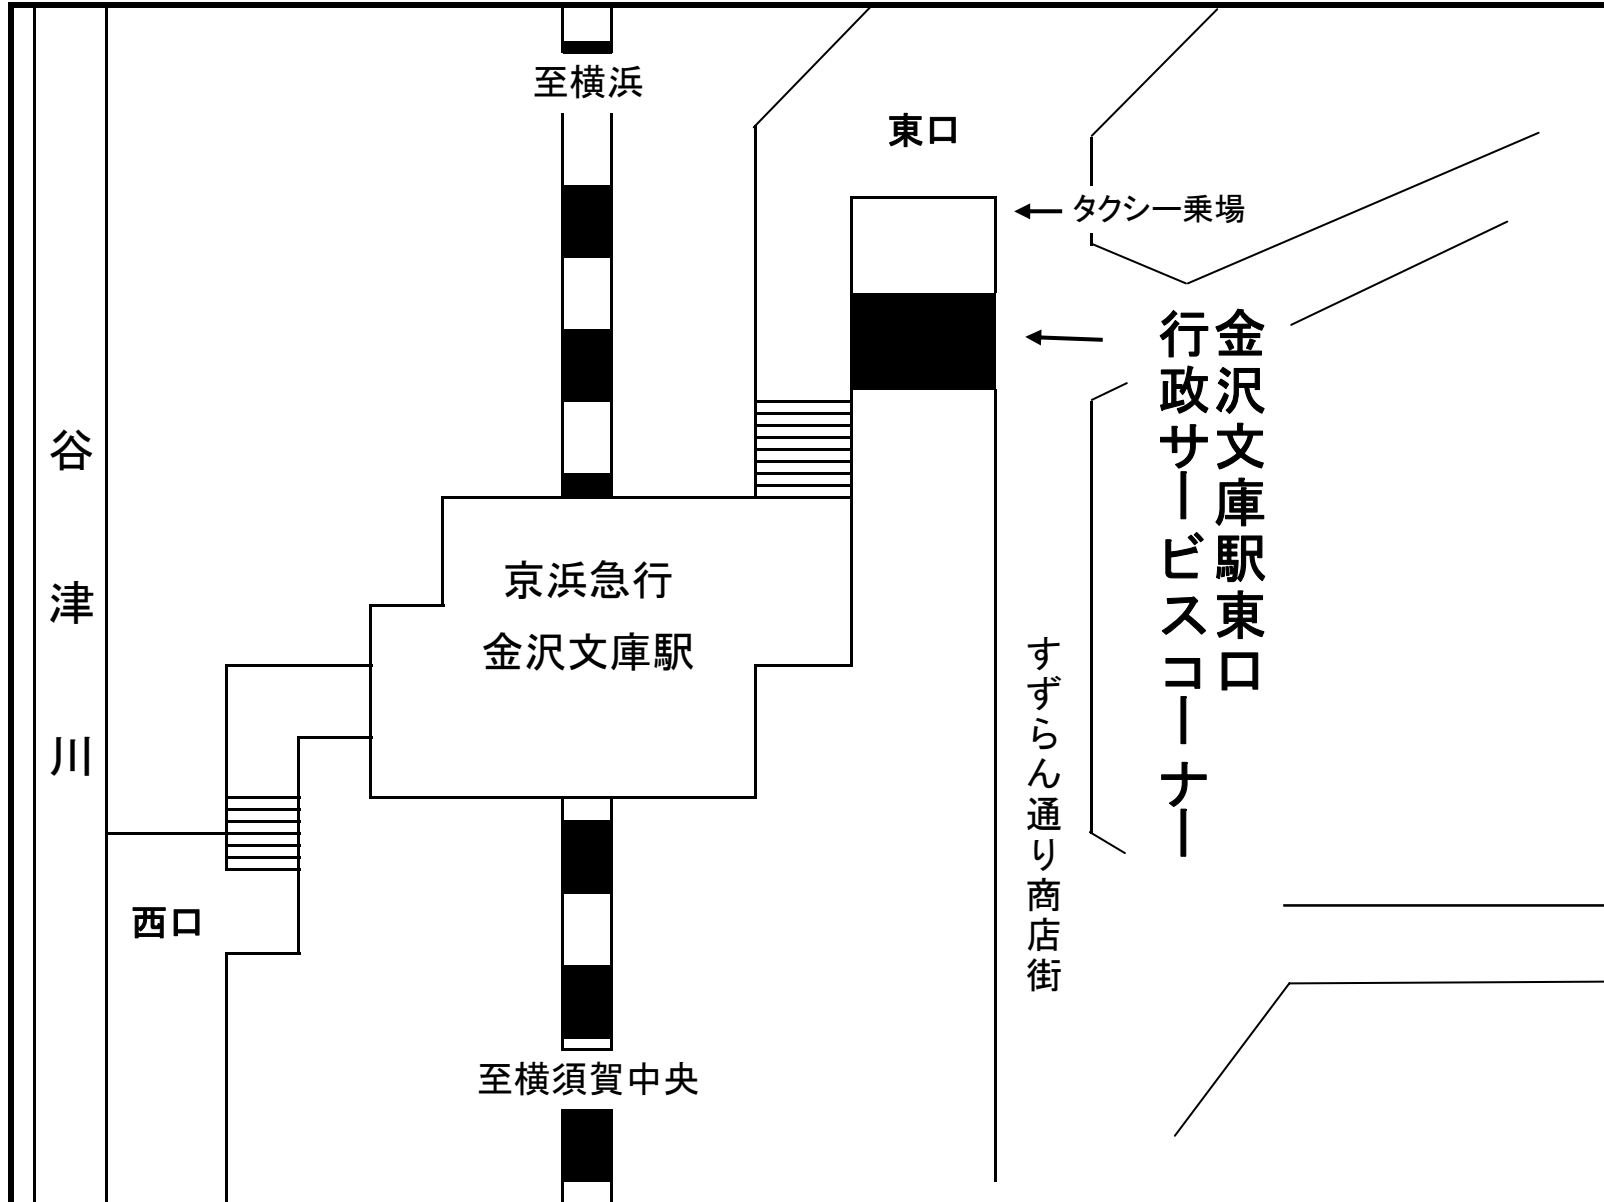 至横浜
東口
タクシー乗場
金沢文庫駅東口
行政サービスコーナー
谷津川
京浜急行
金沢文庫駅
すずらん通り商店街
西口
至横須賀中央